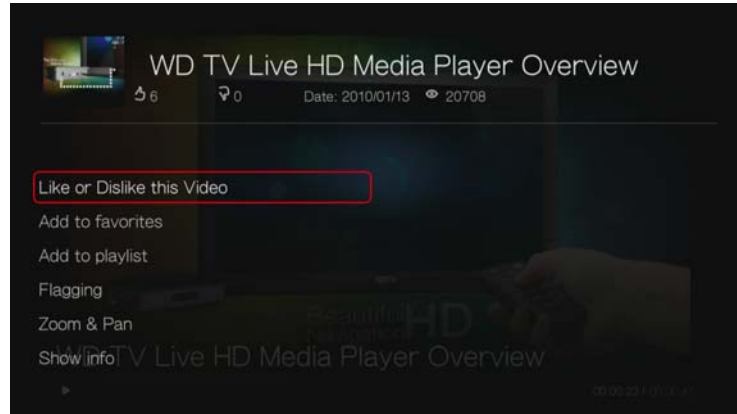 WD TV Live HD Media Player Overview
6 0 Date: 2010/01/13 20708
Like or Dislike this Video
Add to favorites
Add to playlist
Flagging
Beautiful
HD
Zoom & Pan
Show info
WD TV Live HD Media Player Overview